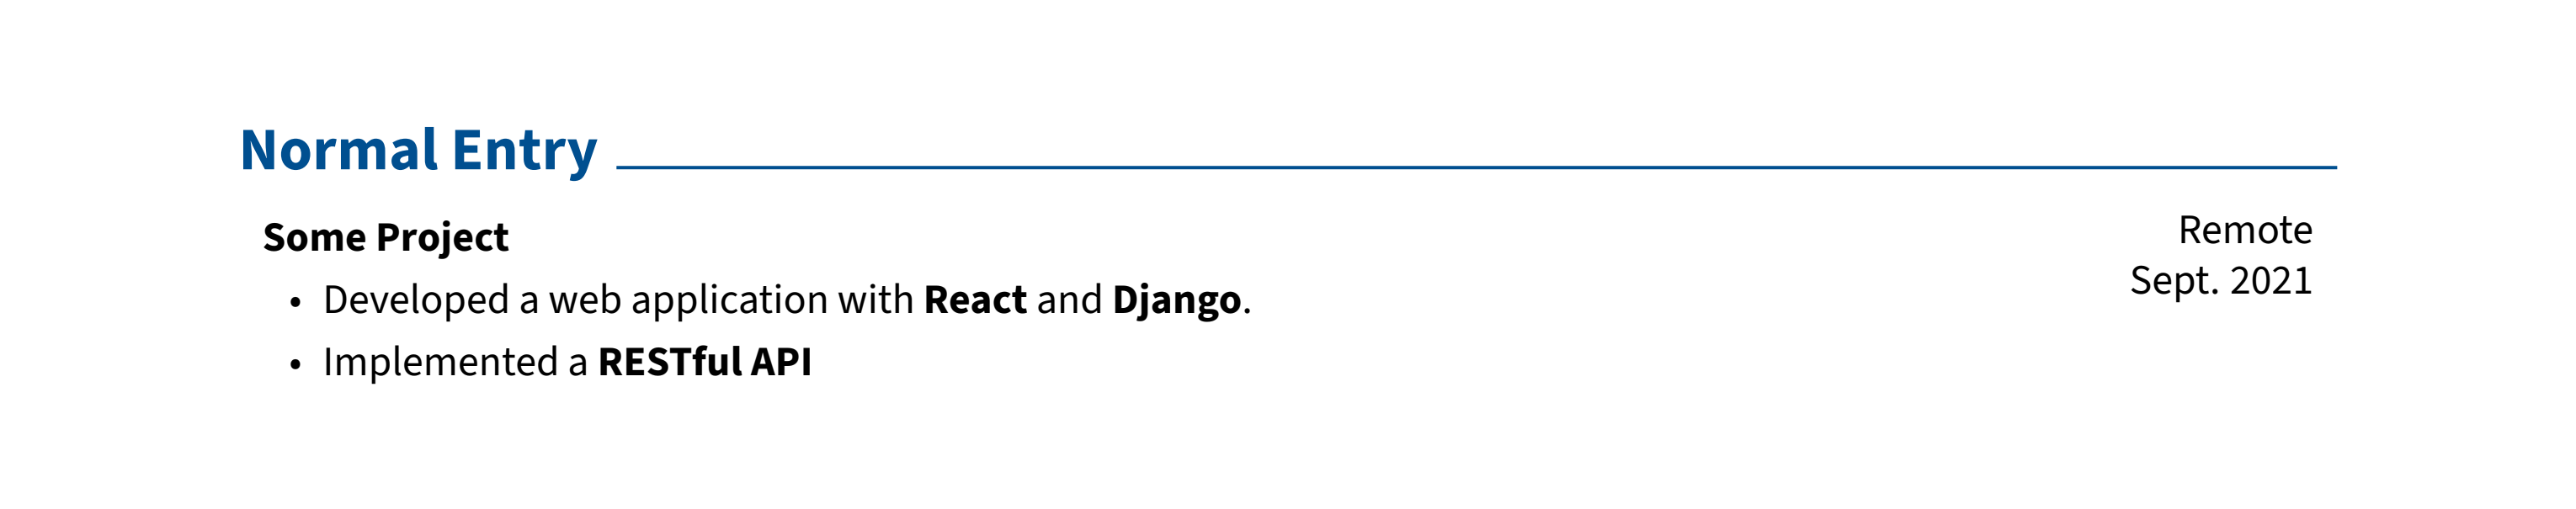 Normal Entry
Some Project
Remote
Sept. 2021
• Developed a web application with React and Django.
• Implemented a RESTful API